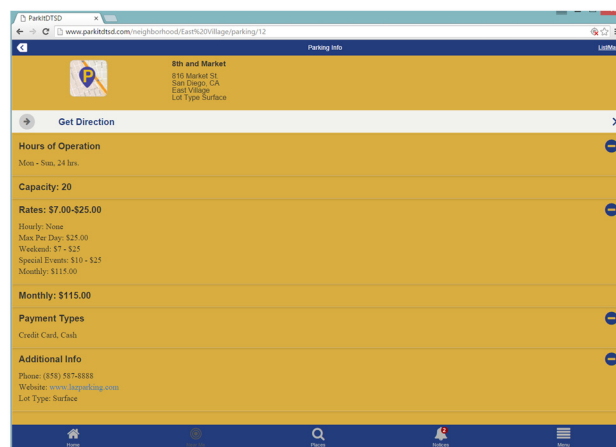 ParkItDTSD
www.parkitdtsd.com/neighborhood/East%20Village/parking/12
Parking Info
P
8th and Market
816 Market St.
San Diego, CA
East Village
Lot Type Surface
Get Direction
Hours of Operation
Mon - Sun, 24 hrs.
Capacity: 20
Rates: $7.00-$25.00
Hourly: None
Max Per Day: $25.00
Weekend: $7 - $25
Special Events: $10 - $25
Monthly: $115.00
Monthly: $115.00
Payment Types
Credit Card, Cash
Additional Info
Phone: (858) 587-8888
Website: www.lazparking.com
Lot Type: Surface
Home
Places
2
Notices
Menu